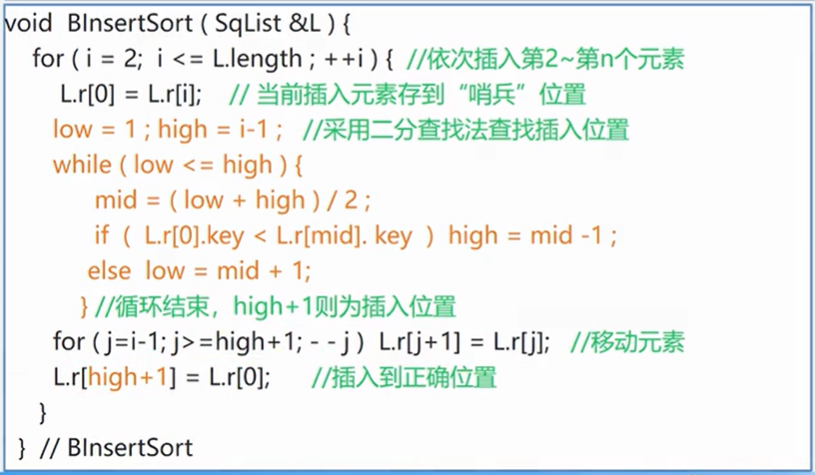 void BInsertSort ( SqList &L ) {
for ( i = 2; i <= L.length ; ++i ) { //依次插入第2~第n个元素
L.r[0] = L.r[i]; // 当前插入元素存到“哨兵”位置
low = 1 ; high = i-1 ; //采用二分查找法查找插入位置
while ( low <= high ) {
mid = ( low + high ) / 2 ;
if ( L.r[0].key < L.r[mid]. key ) high = mid -1 ;
else low = mid + 1;
} //循环结束，high+1则为插入位置
for ( j=i-1; j>=high+1; - - j ) L.r[j+1] = L.r[j]; //移动元素
L.r[high+1] = L.r[0]; //插入到正确位置
}
} // BInsertSort